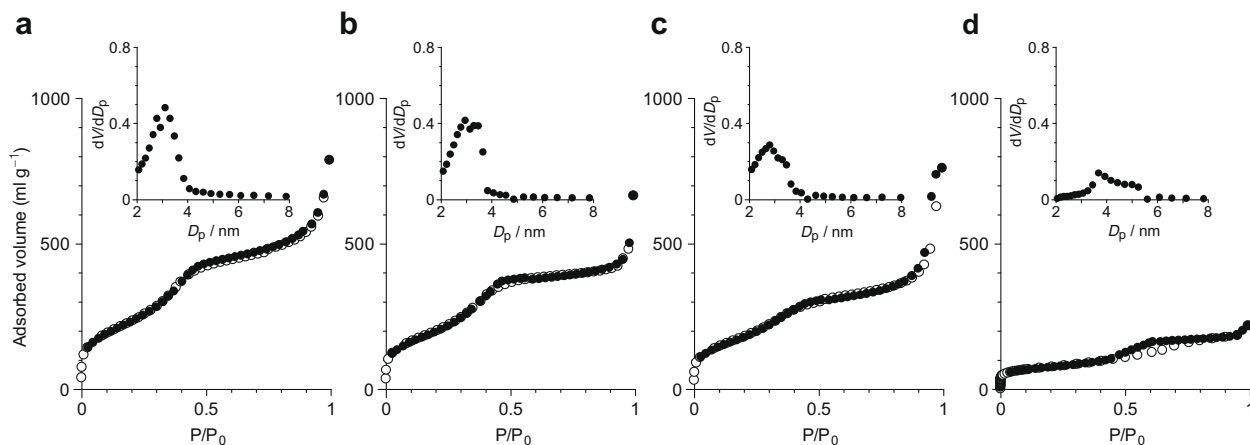 a b c d
0.8 0.8 0.8 0.8
dV/dDp dV/dDp dV/dDp dV/dDp
0.4 0.4 0.4 0.4
0 0 0 0
2 4 6 8 2 4 6 8 2 4 6 8 2 4 6 8
Dp / nm Dp / nm Dp / nm Dp / nm
Adsorbed volume (ml g⁻¹)
1000 1000 1000 1000
500 500 500 500
0 0 0 0
0 0.5 1 0 0.5 1 0 0.5 1 0 0.5 1
P/P₀ P/P₀ P/P₀ P/P₀